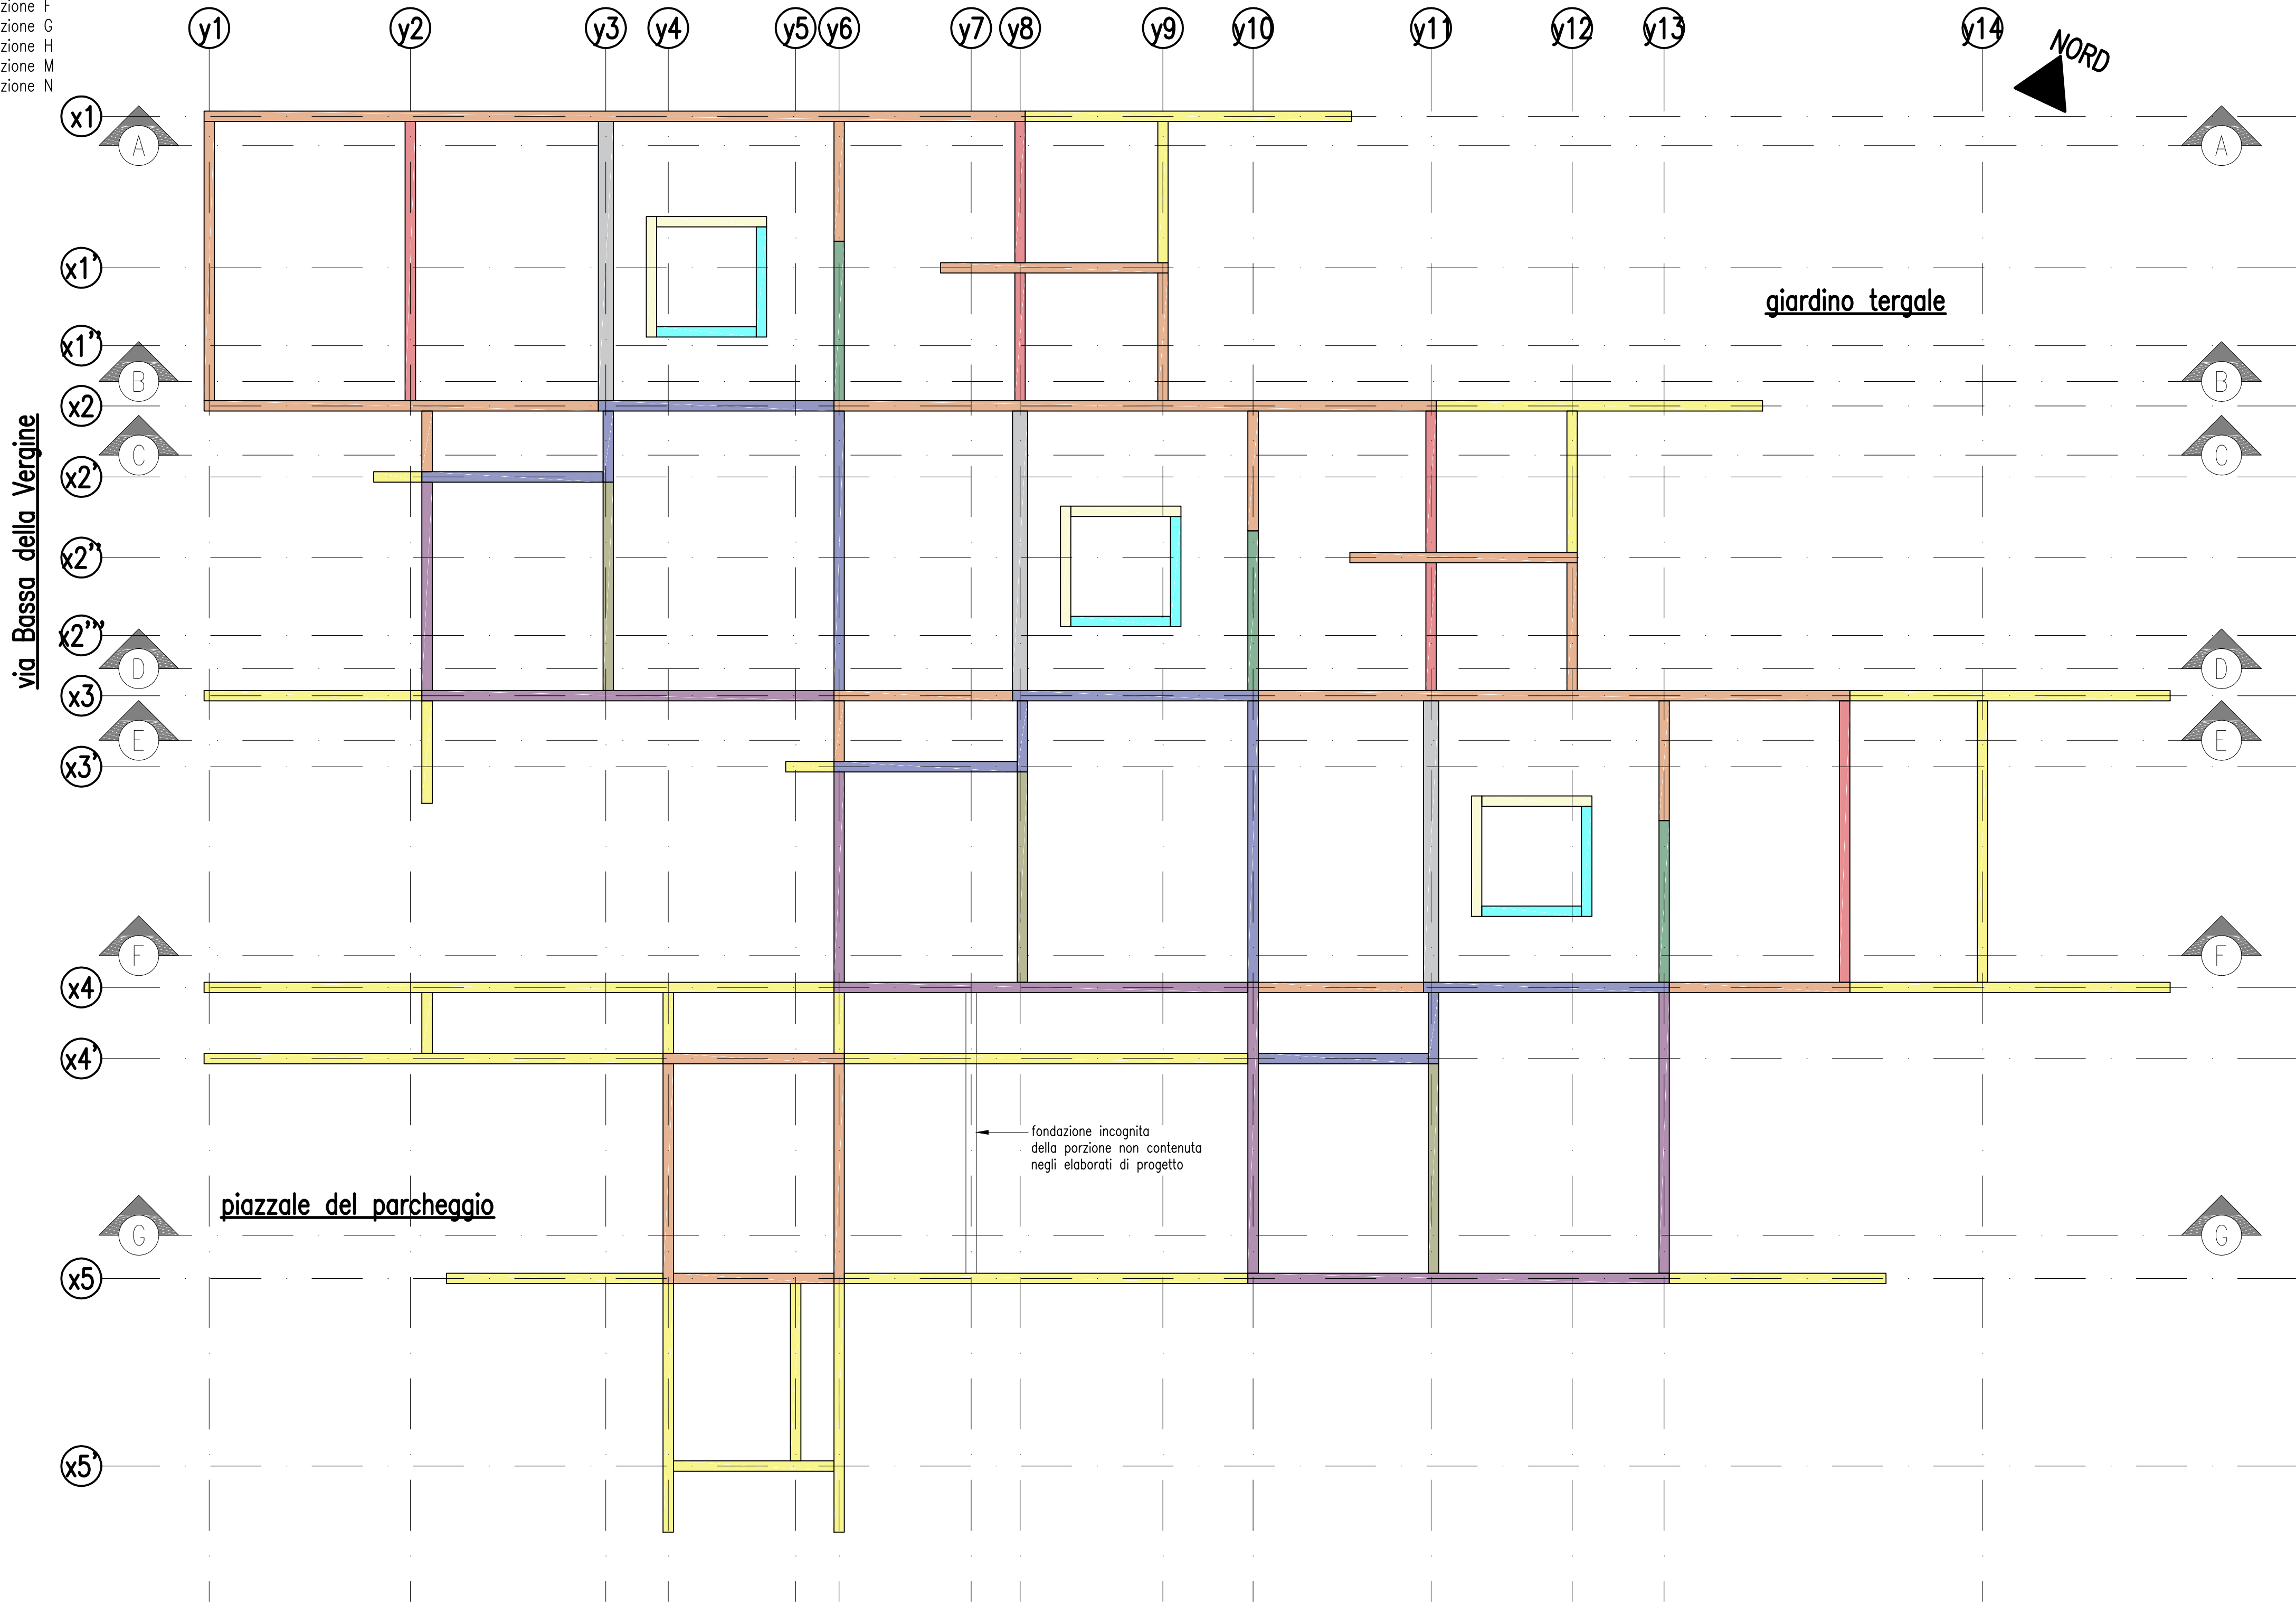 zione F
zione G
zione H
zione M
zione N
y1 y2 y3 y4 y5 y6 y7 y8 y9 y10 y11 y12 y13 y14
NORD
x1
A A
x1'
giardino tergale
x1''
B B
x2
via Bassa della Vergine
C C
x2'
x2''
x2'''
D D
x3
E E
x3'
F F
x4
x4'
fondazione incognita
della porzione non contenuta
negli elaborati di progetto
piazzale del parcheggio
G G
x5
x5'